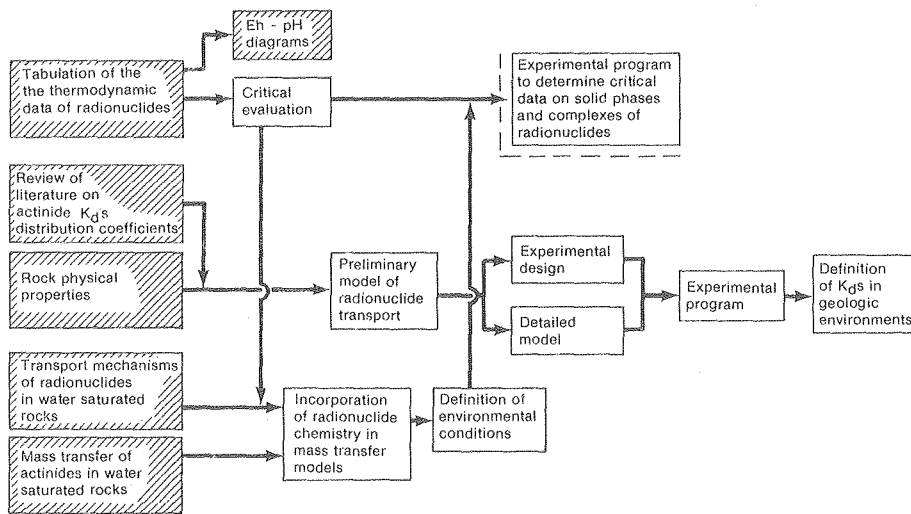 Eh - pH
diagrams
Tabulation of the
the thermodynamic
data of radionuclides
Critical
evaluation
Experimental program
to determine critical
data on solid phases
and complexes of
radionuclides
Review of
literature on
actinide Kd's
distribution coefficients
Rock physical
properties
Preliminary
model of
radionuclide
transport
Experimental
design
Detailed
model
Experimental
program
Definition
of Kds in
geologic
environments
Transport mechanisms
of radionuclides
in water saturated
rocks
Mass transfer of
actinides in water
saturated rocks
Incorporation
of radionuclide
chemistry in
mass transfer
models
Definition of
environmental
conditions